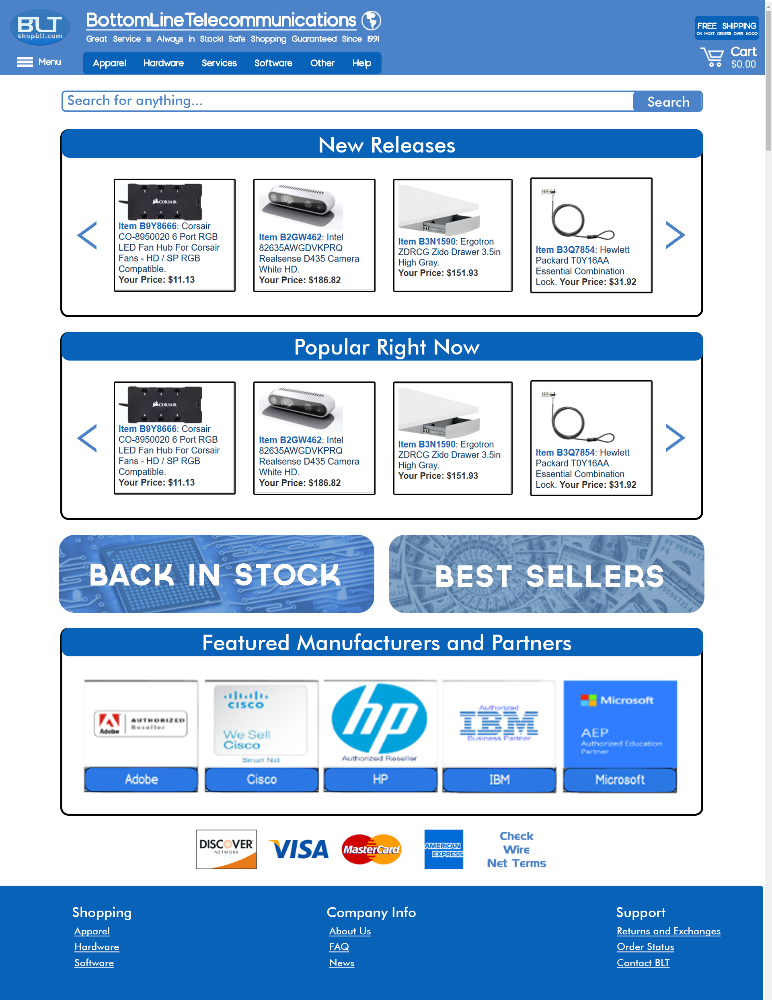 BLT
shopblt.com
BottomLineTelecommunications
Great Service is Always in Stock! Safe Shopping Guaranteed Since 1991
FREE SHIPPING
ON MOST ORDERS OVER $10.00
Cart
$0.00
Menu
Apparel Hardware Services Software Other Help
Search for anything...
Search
New Releases
CORSAIR
Item B9Y8666: Corsair
CO-8950020 6 Port RGB
LED Fan Hub For Corsair
Fans - HD / SP RGB
Compatible.
Your Price: $11.13
Item B2GW462: Intel
82635AWGDVKPRQ
Realsense D435 Camera
White HD.
Your Price: $186.82
Item B3N1590: Ergotron
ZDRCG Zido Drawer 3.5in
High Gray.
Your Price: $151.93
Item B3Q7854: Hewlett
Packard T0Y16AA
Essential Combination
Lock. Your Price: $31.92
Popular Right Now
CORSAIR
Item B9Y8666: Corsair
CO-8950020 6 Port RGB
LED Fan Hub For Corsair
Fans - HD / SP RGB
Compatible.
Your Price: $11.13
Item B2GW462: Intel
82635AWGDVKPRQ
Realsense D435 Camera
White HD.
Your Price: $186.82
Item B3N1590: Ergotron
ZDRCG Zido Drawer 3.5in
High Gray.
Your Price: $151.93
Item B3Q7854: Hewlett
Packard T0Y16AA
Essential Combination
Lock. Your Price: $31.92
BACK IN STOCK
BEST SELLERS
Featured Manufacturers and Partners
Adobe
AUTHORIZED
Reseller
Adobe
CISCO
We Sell
Cisco
Smart Net
Cisco
hp
Authorized Reseller
HP
Authorized
IBM
Business Partner
IBM
Microsoft
AEP
Authorized Education
Partner
Microsoft
DISCOVER
NETWORK
VISA
MasterCard
AMERICAN
EXPRESS
Check
Wire
Net Terms
Shopping
Apparel
Hardware
Software
Company Info
About Us
FAQ
News
Support
Returns and Exchanges
Order Status
Contact BLT